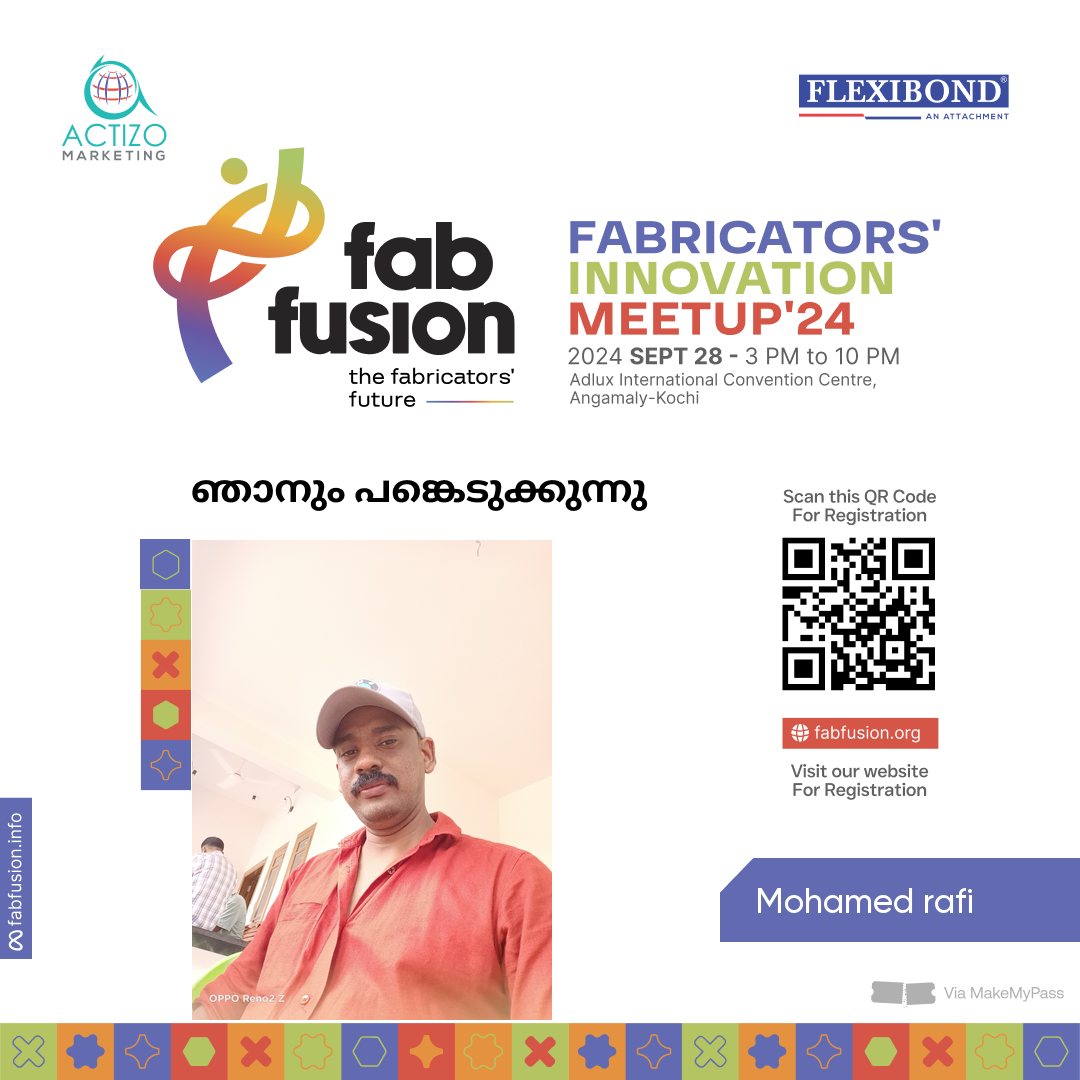 ACTIZO
MARKETING
FLEXIBOND®
AN ATTACHMENT
fab
fusion
the fabricators'
future
FABRICATORS'
INNOVATION
MEETUP'24
2024 SEPT 28 - 3 PM to 10 PM
Adlux International Convention Centre,
Angamaly-Kochi
ഞാനും പങ്കെടുക്കുന്നു
Scan this QR Code
For Registration
fabfusion.org
Visit our website
For Registration
fabfusion.info
Mohamed rafi
OPPO Reno2 Z
Via MakeMyPass